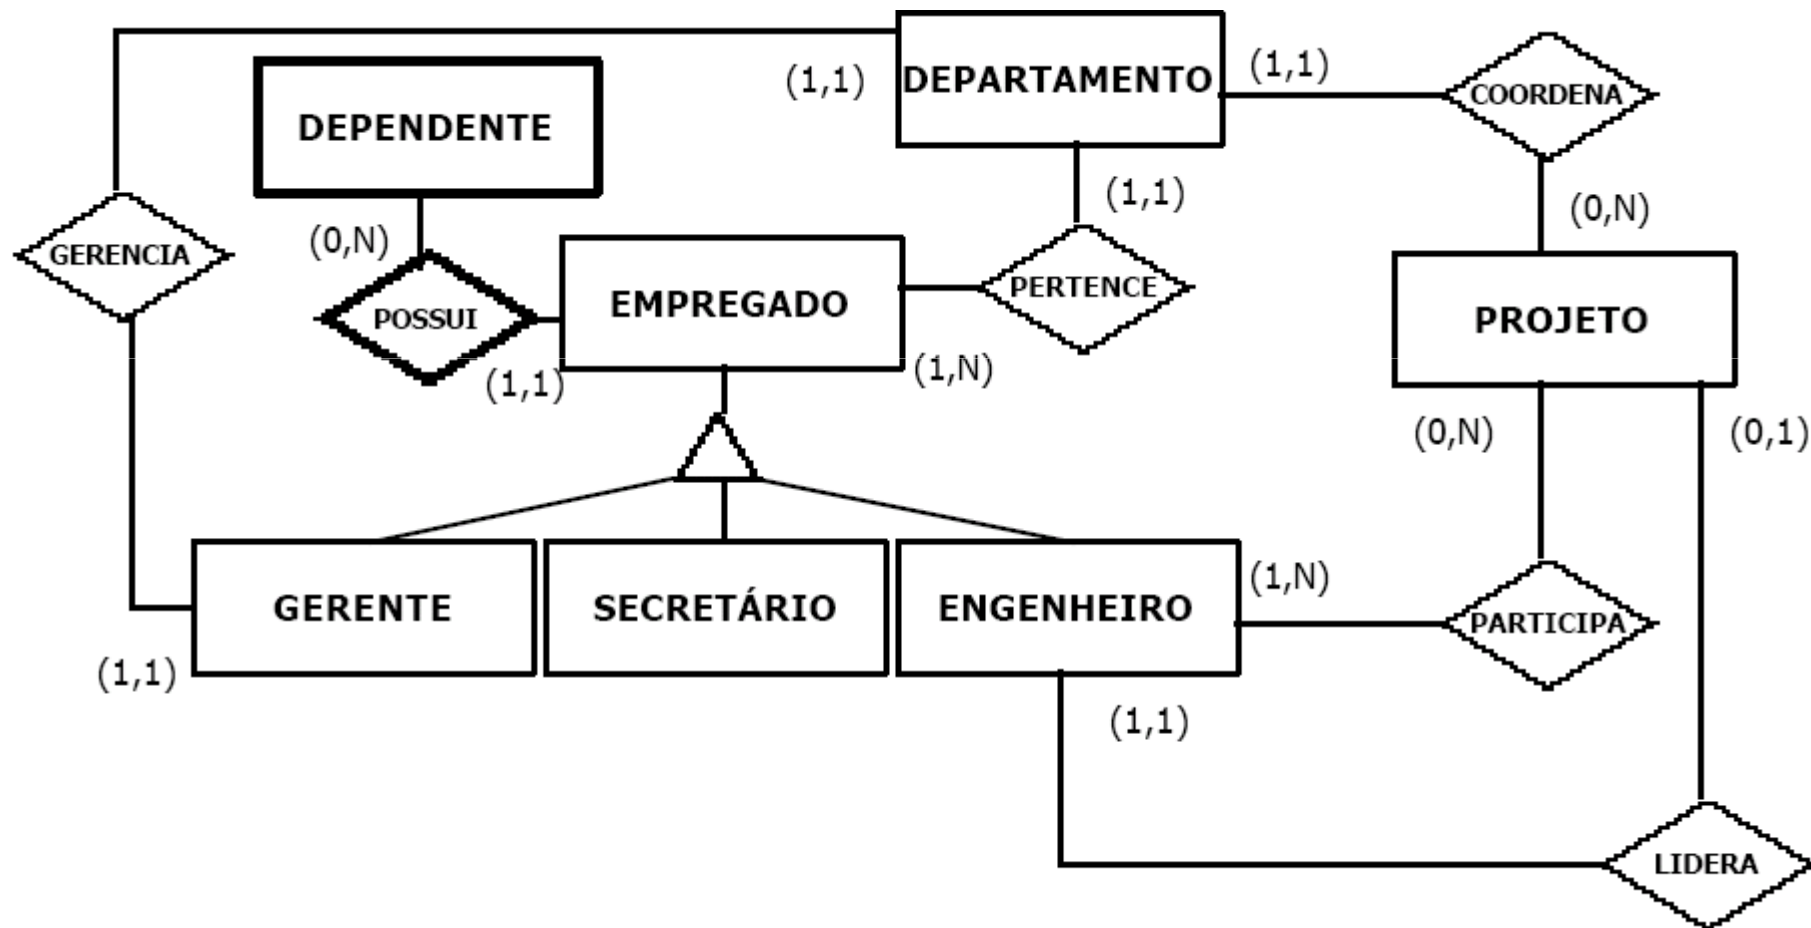 (1,1)
DEPARTAMENTO
(1,1)
COORDENA
DEPENDENTE
(1,1)
(0,N)
GERENCIA
(0,N)
POSSUI
EMPREGADO
PERTENCE
PROJETO
(1,1)
(1,N)
(0,N)
(0,1)
GERENTE
SECRETÁRIO
ENGENHEIRO
(1,N)
PARTICIPA
(1,1)
(1,1)
LIDERA